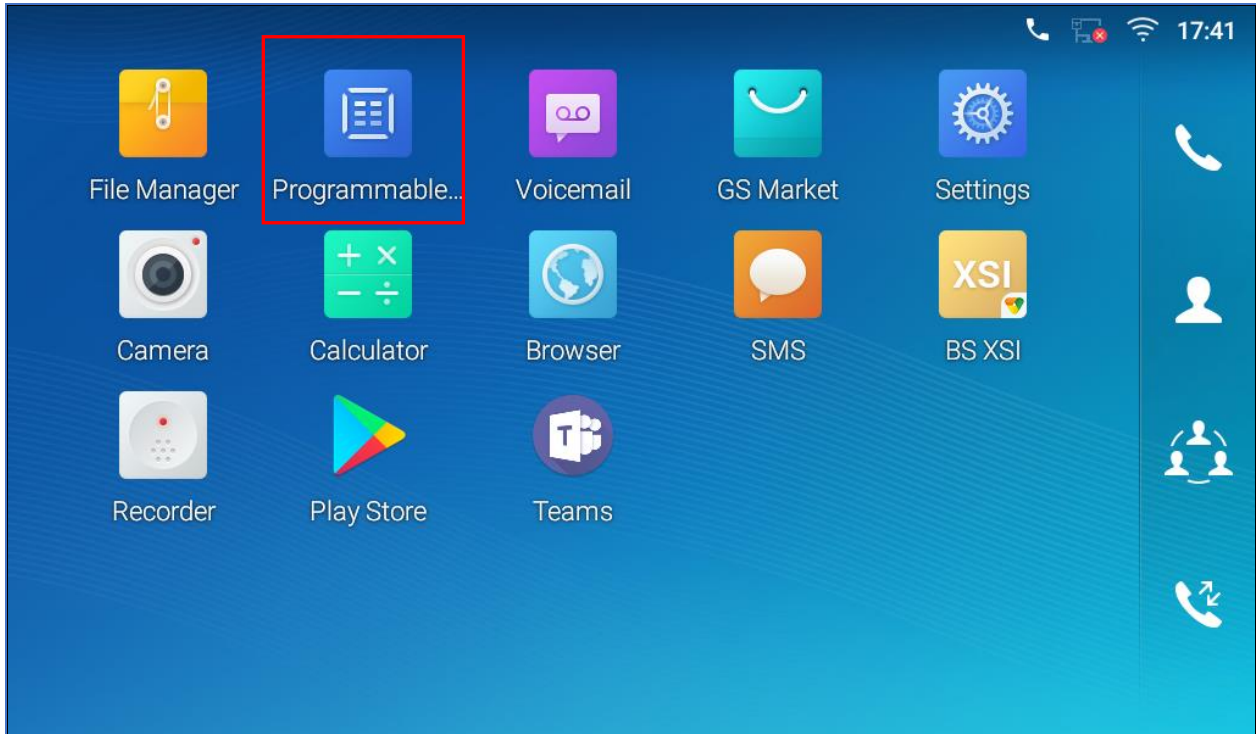 17:41
File Manager
Programmable...
Voicemail
GS Market
Settings
XSI
Camera
Calculator
Browser
SMS
BS XSI
T
Recorder
Play Store
Teams